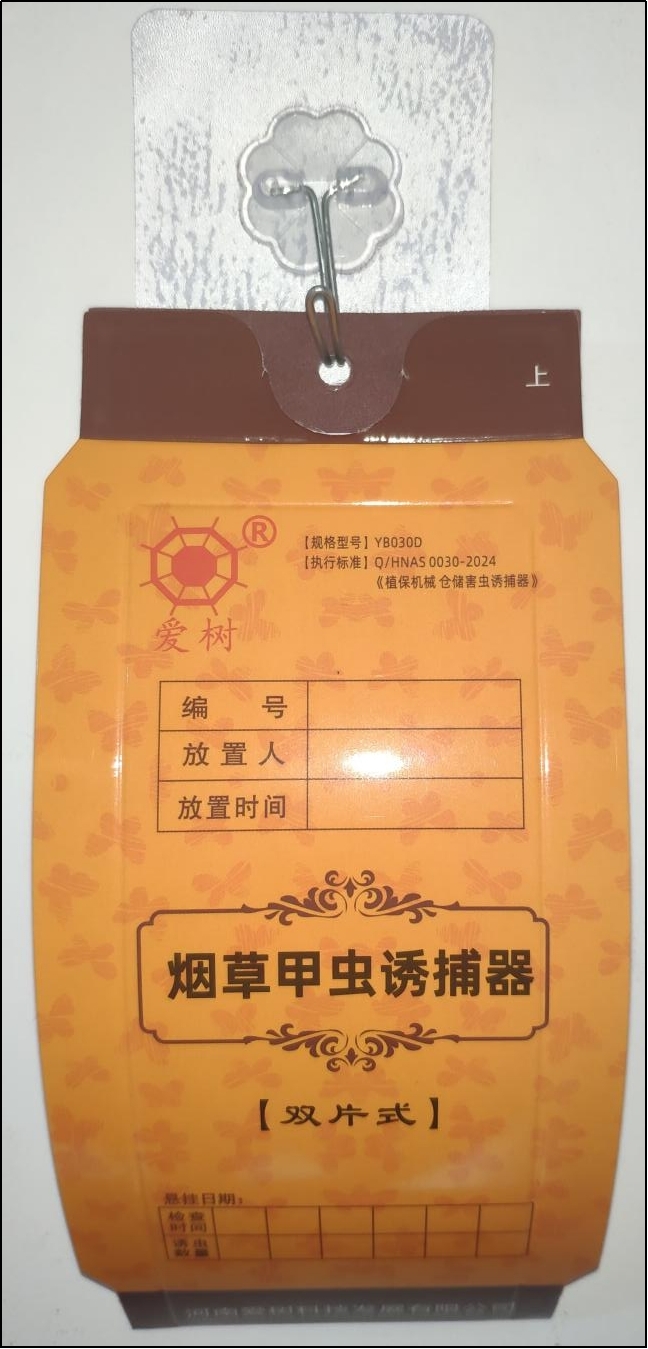 上
®
【规格型号】YB030D
【执行标准】Q/HNAS 0030-2024
《植保机械 仓储害虫诱捕器》
爱树
编 号
放置人
放置时间
烟草甲虫诱捕器
【双片式】
悬挂日期：
检查时间
诱虫数量
河南爱树科技发展有限公司